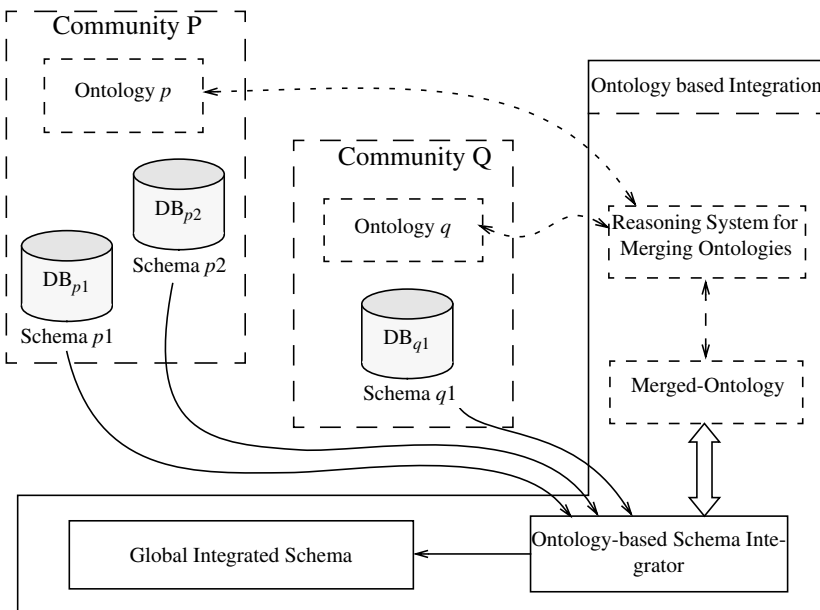 Community P
Ontology p
DBp2
Schema p2
DBp1
Schema p1
Community Q
Ontology q
DBq1
Schema q1
Ontology based Integration
Reasoning System for
Merging Ontologies
Merged-Ontology
Ontology-based Schema Inte-
grator
Global Integrated Schema